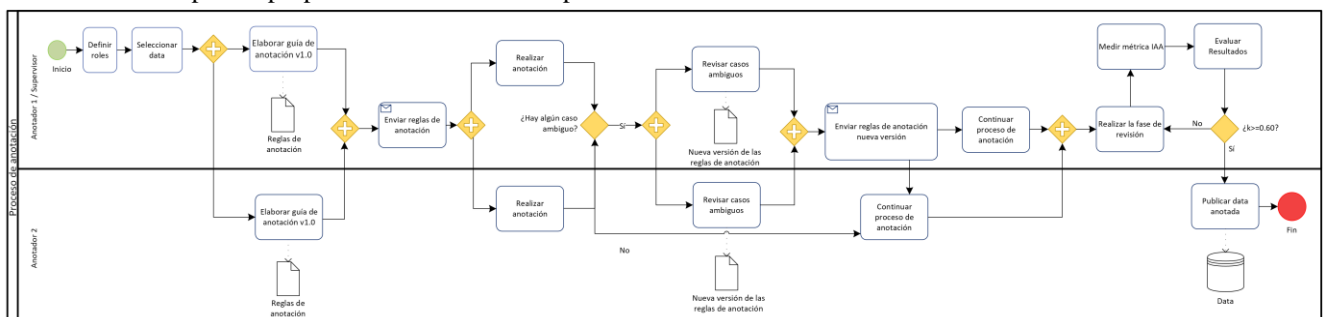 Proceso de anotación
Anotador 1 / Supervisor
Inicio
Definir
roles
Seleccionar
data
Elaborar guía de
anotación v1.0
Reglas de
anotación
Enviar reglas de
anotación
Realizar
anotación
¿Hay algún caso
ambiguo?
Sí
Revisar casos
ambiguos
Nueva versión de las
reglas de anotación
Enviar reglas de anotación
nueva versión
Continuar
proceso de
anotación
Realizar la fase de
revisión
Medir métrica IAA
Evaluar
Resultados
No
¿k>=0.60?
Sí
Anotador 2
Elaborar guía de
anotación v1.0
Reglas de
anotación
Realizar
anotación
No
Revisar casos
ambiguos
Nueva versión de las
reglas de anotación
Continuar
proceso de
anotación
Publicar data
anotada
Fin
Data